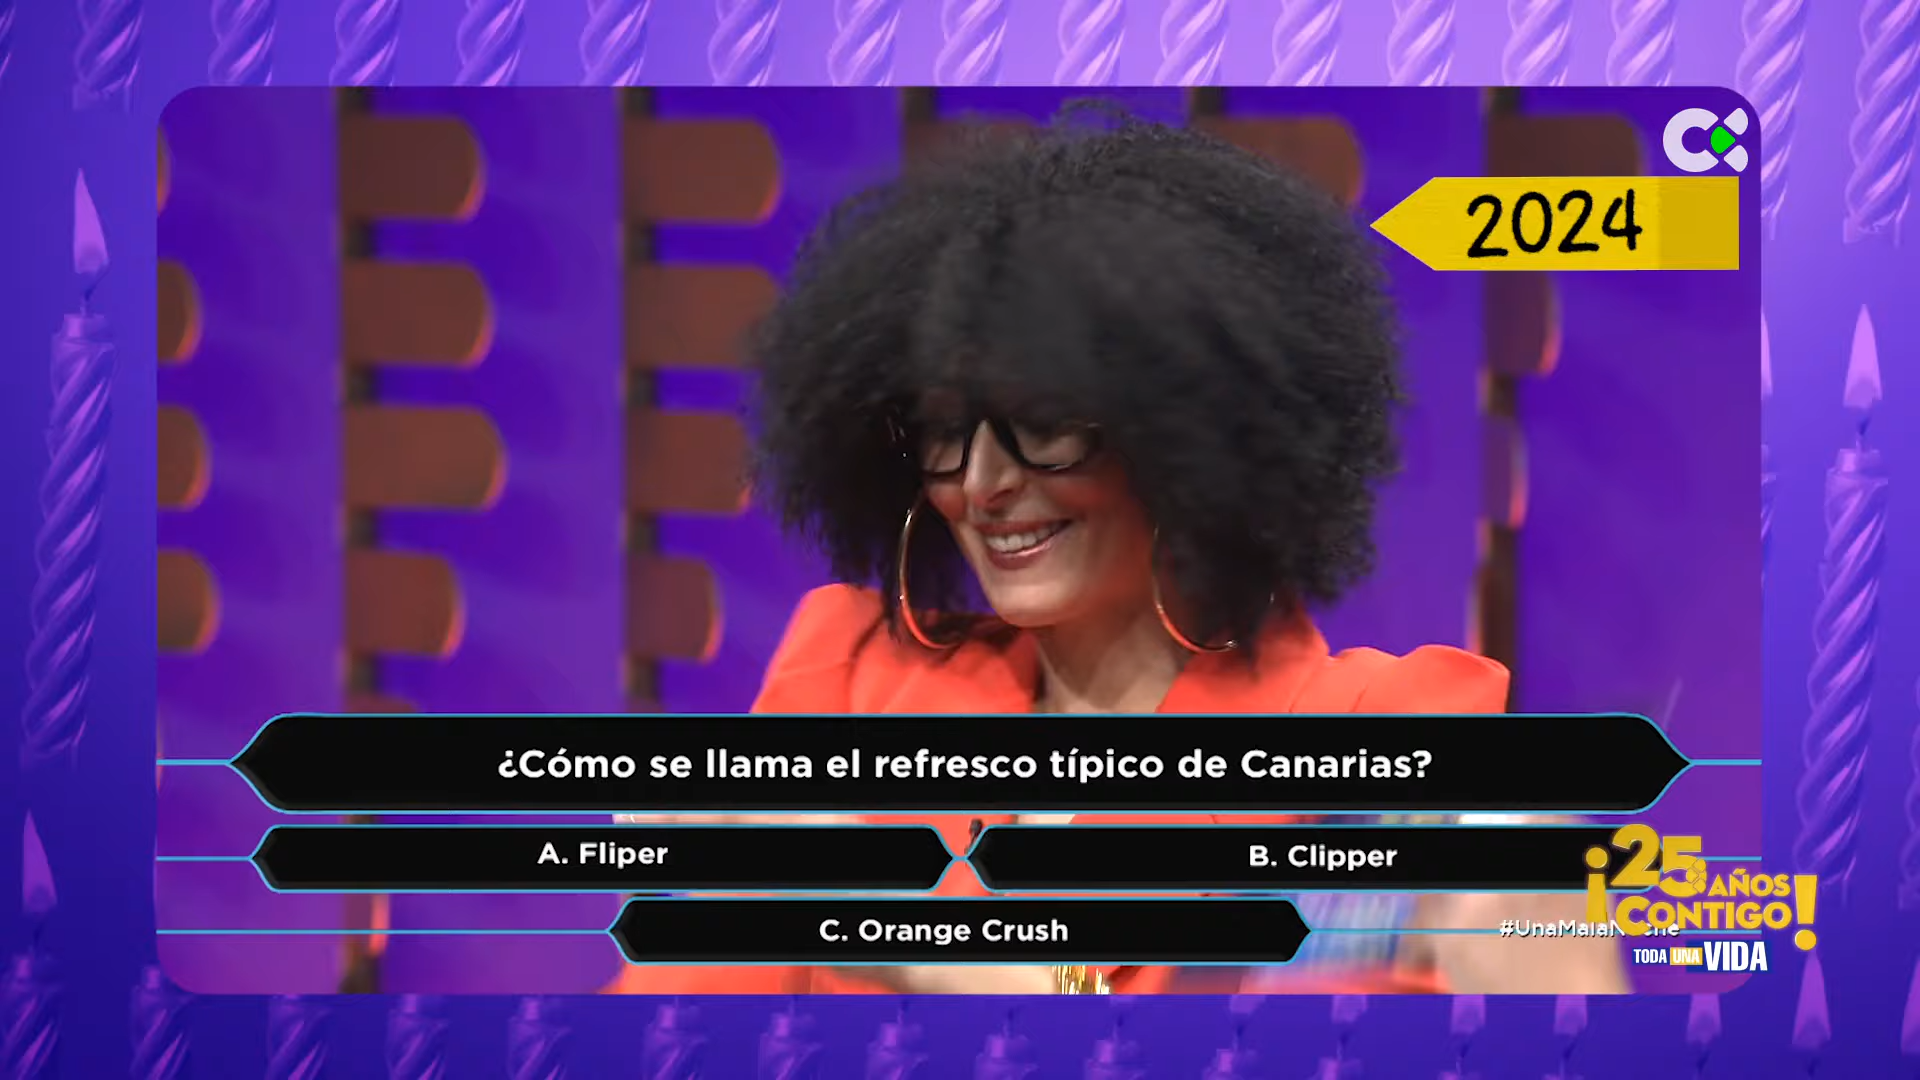 2024
¿Cómo se llama el refresco típico de Canarias?
A. Fliper
B. Clipper
C. Orange Crush
¡25 AÑOS
CONTIGO!
TODA UNA VIDA